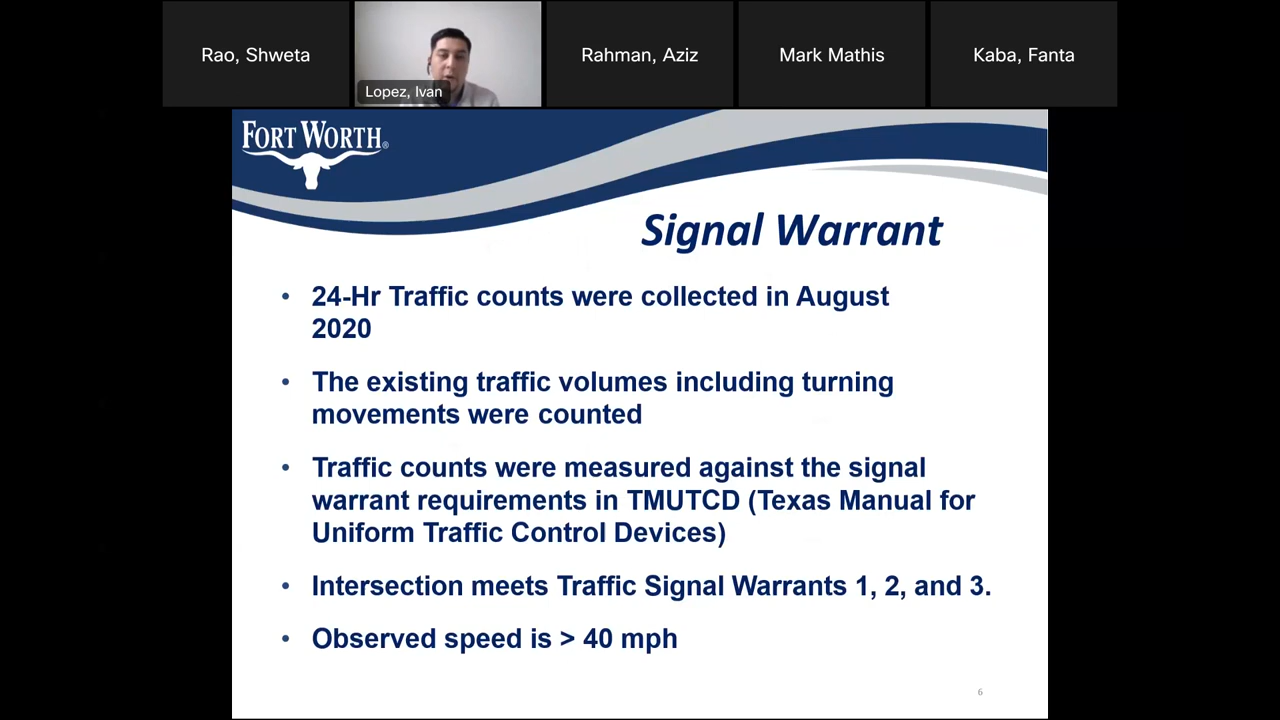 Rao, Shweta
Lopez, Ivan
Rahman, Aziz
Mark Mathis
Kaba, Fanta
FORT WORTH®
Signal Warrant
• 24-Hr Traffic counts were collected in August
2020
• The existing traffic volumes including turning
movements were counted
• Traffic counts were measured against the signal
warrant requirements in TMUTCD (Texas Manual for
Uniform Traffic Control Devices)
• Intersection meets Traffic Signal Warrants 1, 2, and 3.
• Observed speed is > 40 mph
6